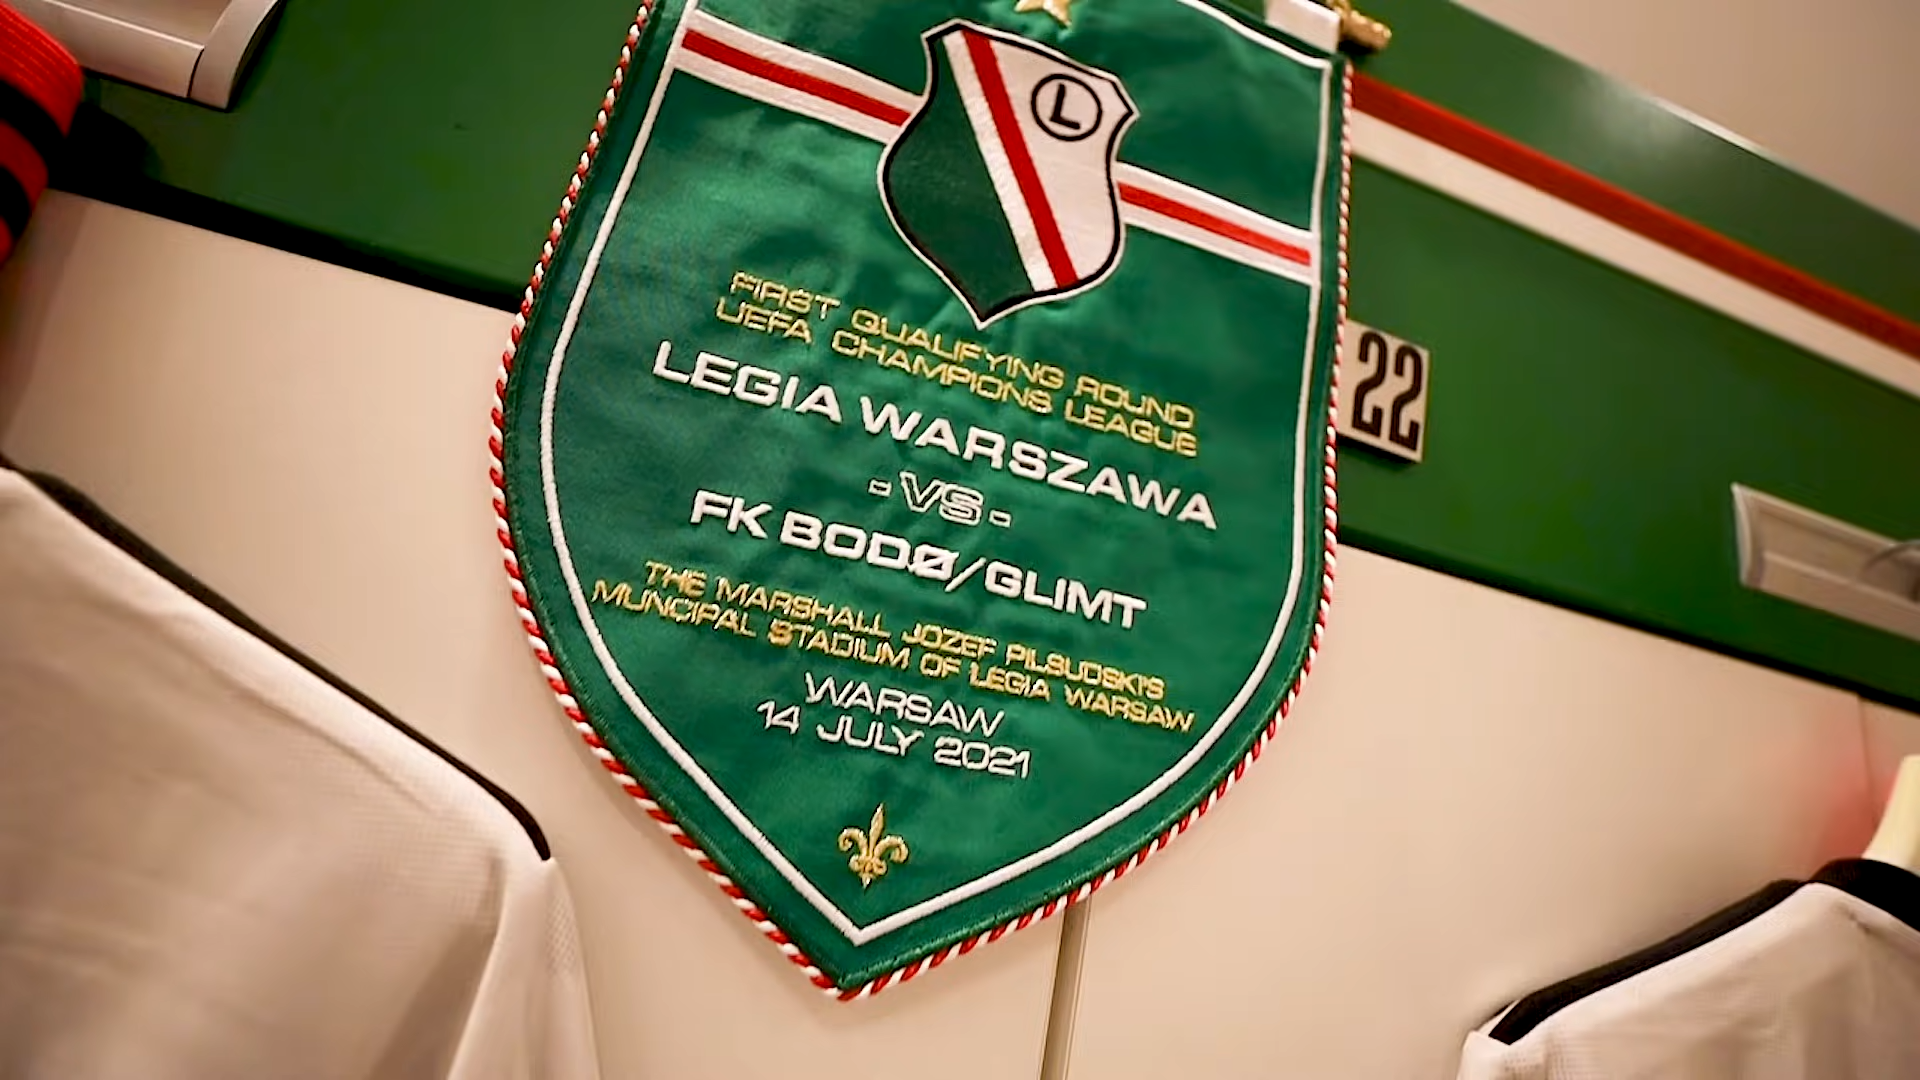 L
FIRST QUALIFYING ROUND
UEFA CHAMPIONS LEAGUE
LEGIA WARSZAWA
- VS -
FK BODØ/GLIMT
THE MARSHALL JOZEF PILSUDSKI'S
MUNCIPAL STADIUM OF LEGIA WARSAW
WARSAW
14 JULY 2021
22